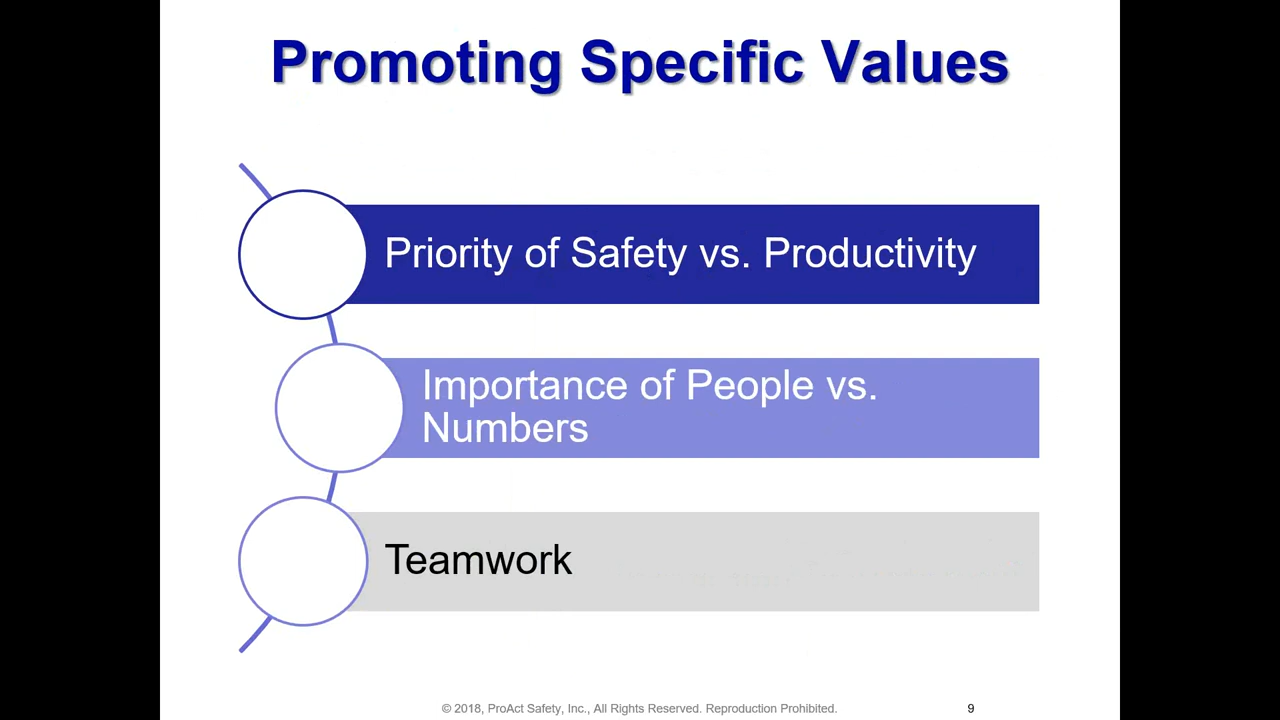 Promoting Specific Values
Priority of Safety vs. Productivity
Importance of People vs.
Numbers
Teamwork
© 2018, ProAct Safety, Inc., All Rights Reserved. Reproduction Prohibited.
9